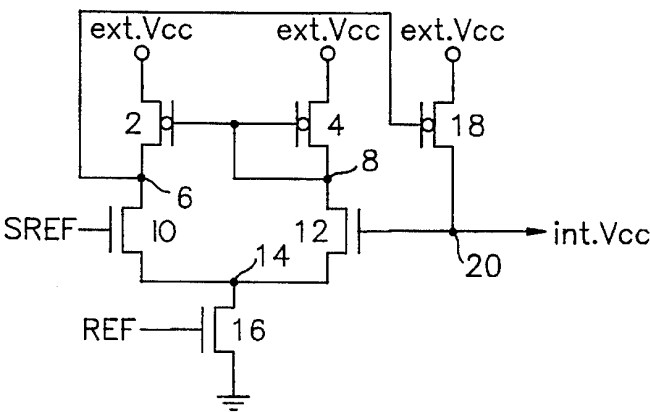 ext.Vcc ext.Vcc ext.Vcc
2 4 18
8
6
SREF 10 12 int.Vcc
20
14
REF 16